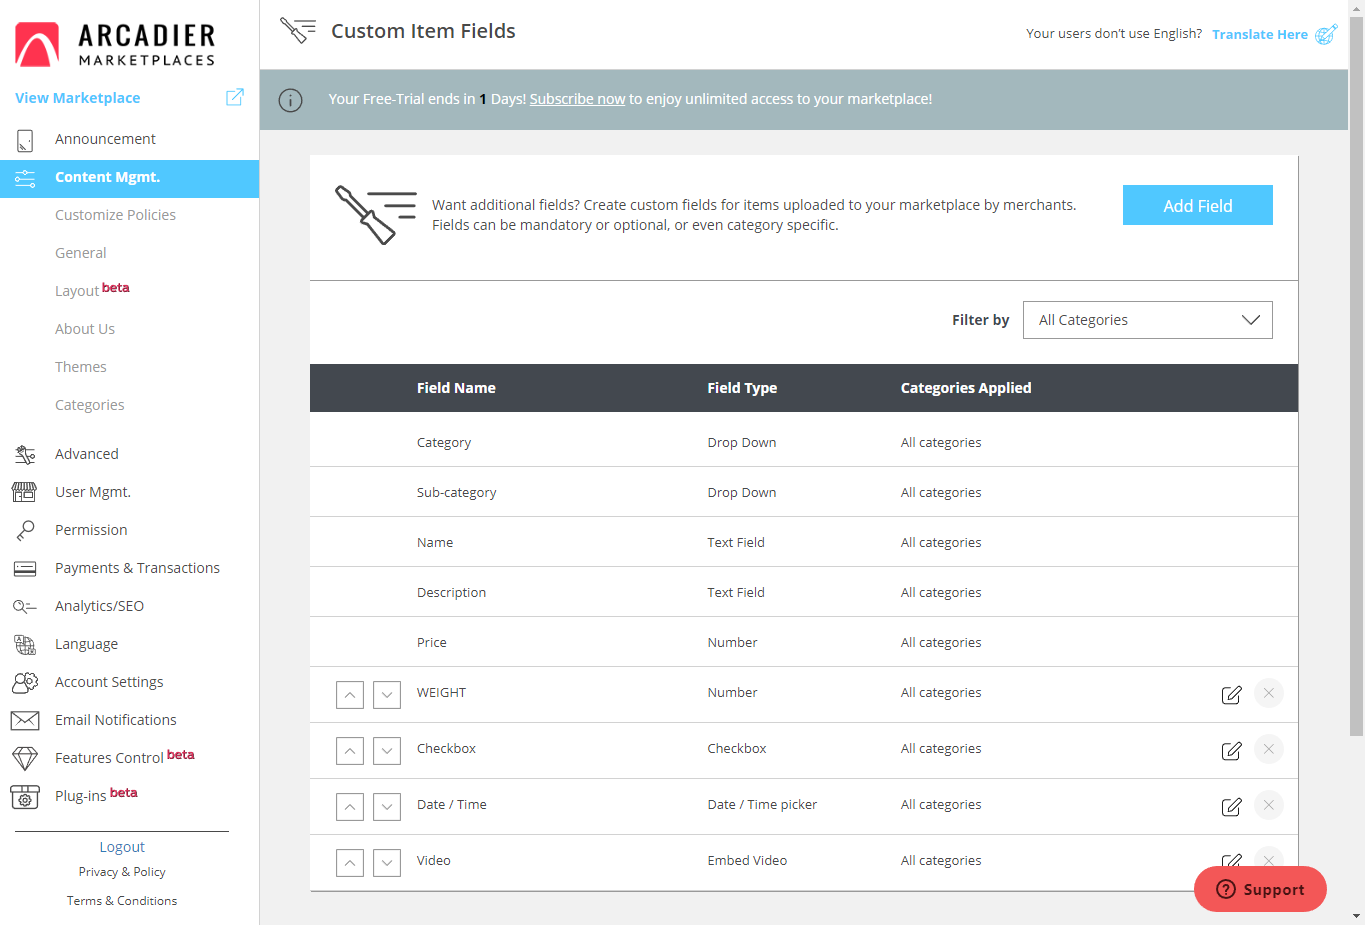 ARCADIER
MARKETPLACES
View Marketplace
Announcement
Content Mgmt.
Customize Policies
General
Layout beta
About Us
Themes
Categories
Advanced
User Mgmt.
Permission
Payments & Transactions
Analytics/SEO
Language
Account Settings
Email Notifications
Features Control beta
Plug-ins beta
Logout
Privacy & Policy
Terms & Conditions
Custom Item Fields
Your users don't use English? Translate Here
Your Free-Trial ends in 1 Days! Subscribe now to enjoy unlimited access to your marketplace!
Want additional fields? Create custom fields for items uploaded to your marketplace by merchants.
Fields can be mandatory or optional, or even category specific.
Add Field
Filter by All Categories
Field Name Field Type Categories Applied
Category Drop Down All categories
Sub-category Drop Down All categories
Name Text Field All categories
Description Text Field All categories
Price Number All categories
WEIGHT Number All categories
Checkbox Checkbox All categories
Date / Time Date / Time picker All categories
Video Embed Video All categories
Support